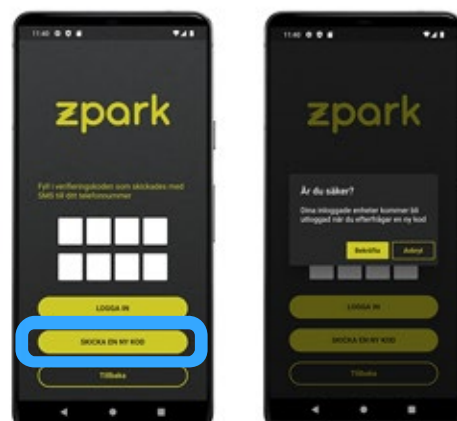 11:40
zpark
Fyll i verifieringskoden som skickades med
SMS till ditt telefonnummer
LOGGA IN
SKICKA EN NY KOD
Tillbaka
11:40
zpark
Är du säker?
Dina inloggade enheter kommer bli
utloggad när du efterfrågar en ny kod
Bekräfta
Avbryt
LOGGA IN
SKICKA EN NY KOD
Tillbaka